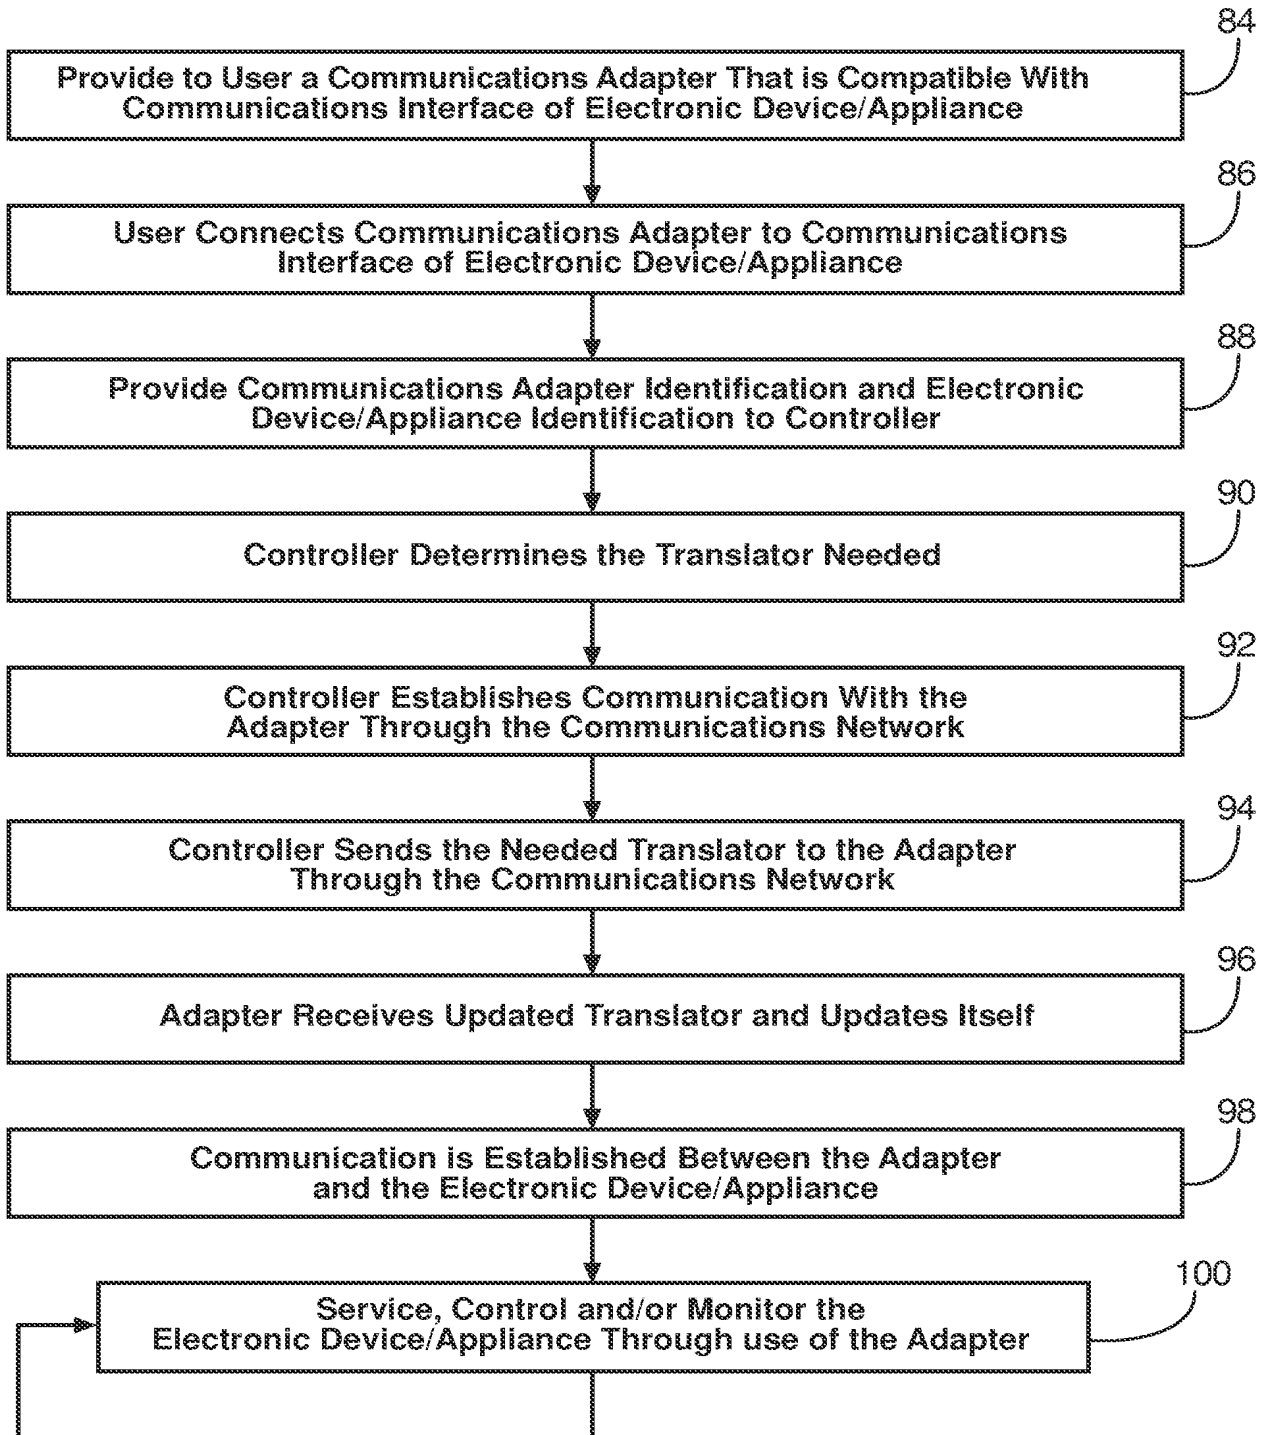 84
Provide to User a Communications Adapter That is Compatible With
Communications Interface of Electronic Device/Appliance
86
User Connects Communications Adapter to Communications
Interface of Electronic Device/Appliance
88
Provide Communications Adapter Identification and Electronic
Device/Appliance Identification to Controller
90
Controller Determines the Translator Needed
92
Controller Establishes Communication With the
Adapter Through the Communications Network
94
Controller Sends the Needed Translator to the Adapter
Through the Communications Network
96
Adapter Receives Updated Translator and Updates Itself
98
Communication is Established Between the Adapter
and the Electronic Device/Appliance
100
Service, Control and/or Monitor the
Electronic Device/Appliance Through use of the Adapter